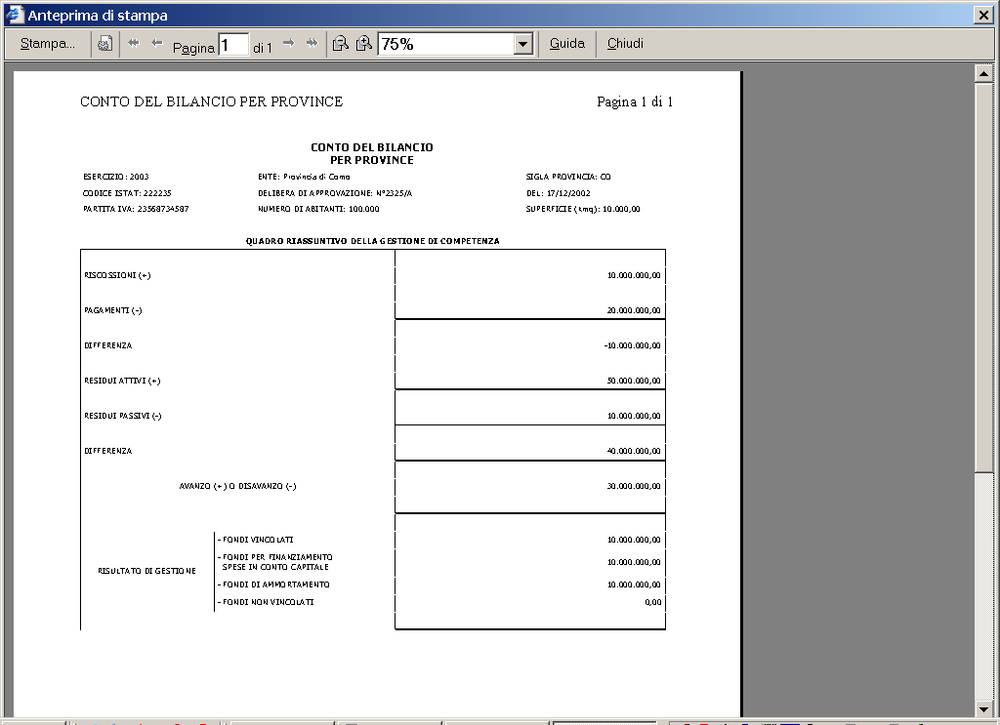 Anteprima di stampa
Stampa... Pagina 1 di 1 75% Guida Chiudi
CONTO DEL BILANCIO PER PROVINCE Pagina 1 di 1
CONTO DEL BILANCIO
PER PROVINCE
ESERCIZIO: 2003 ENTE: Provincia di Como SIGLA PROVINCIA: CO
CODICE ISTAT: 222235 DELIBERA DI APPROVAZIONE: N°2325/A DEL: 17/12/2002
PARTITA IVA: 23568734587 NUMERO DI ABITANTI: 100.000 SUPERFICIE (kmq): 10.000,00
QUADRO RIASSUNTIVO DELLA GESTIONE DI COMPETENZA
RISCOSSIONI (+) 10.000.000,00
PAGAMENTI (-) 20.000.000,00
DIFFERENZA -10.000.000,00
RESIDUI ATTIVI (+) 50.000.000,00
RESIDUI PASSIVI (-) 10.000.000,00
DIFFERENZA 40.000.000,00
AVANZO (+) O DISAVANZO (-) 30.000.000,00
RISULTATO DI GESTIONE
- FONDI VINCOLATI 10.000.000,00
- FONDI PER FINANZIAMENTO
SPESE IN CONTO CAPITALE 10.000.000,00
- FONDI DI AMMORTAMENTO 10.000.000,00
- FONDI NON VINCOLATI 0,00